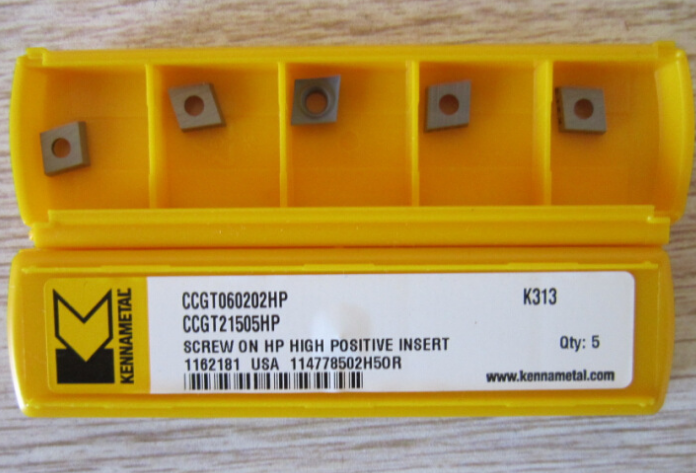 KENNAMETAL
CCGT060202HP
K313
CCGT21505HP
SCREW ON HP HIGH POSITIVE INSERT
Qty: 5
1162181 USA 114778502H5OR
www.kennametal.com